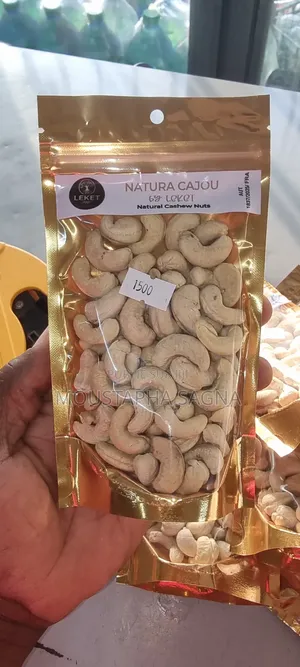 LEKET
NATURA CAJOU
by LEKET
Natural Cashew Nuts
1500
MOUSTAPHA SAGNA